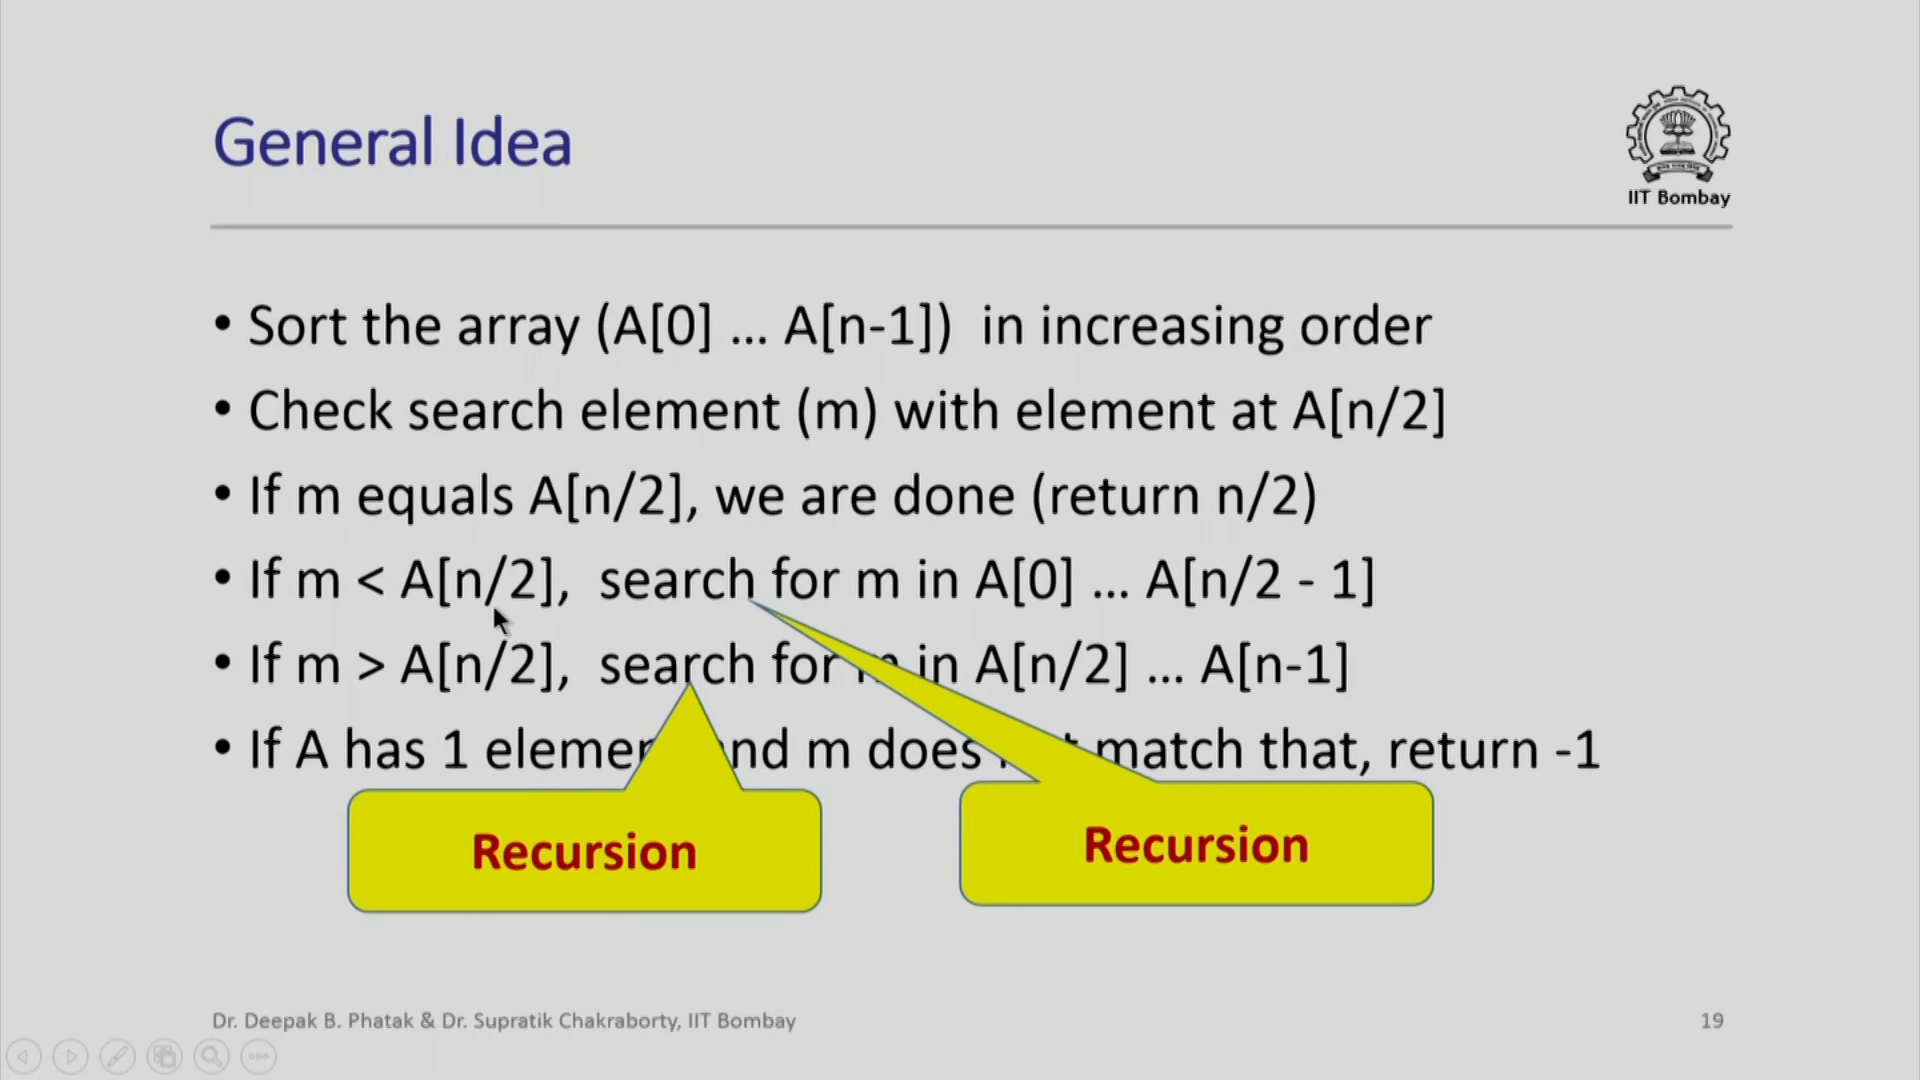 General Idea
IIT Bombay
• Sort the array (A[0] ... A[n-1]) in increasing order
• Check search element (m) with element at A[n/2]
• If m equals A[n/2], we are done (return n/2)
• If m < A[n/2], search for m in A[0] ... A[n/2 - 1]
• If m > A[n/2], search for m in A[n/2] ... A[n-1]
• If A has 1 element and m does match that, return -1
Recursion
Recursion
Dr. Deepak B. Phatak & Dr. Supratik Chakraborty, IIT Bombay
19